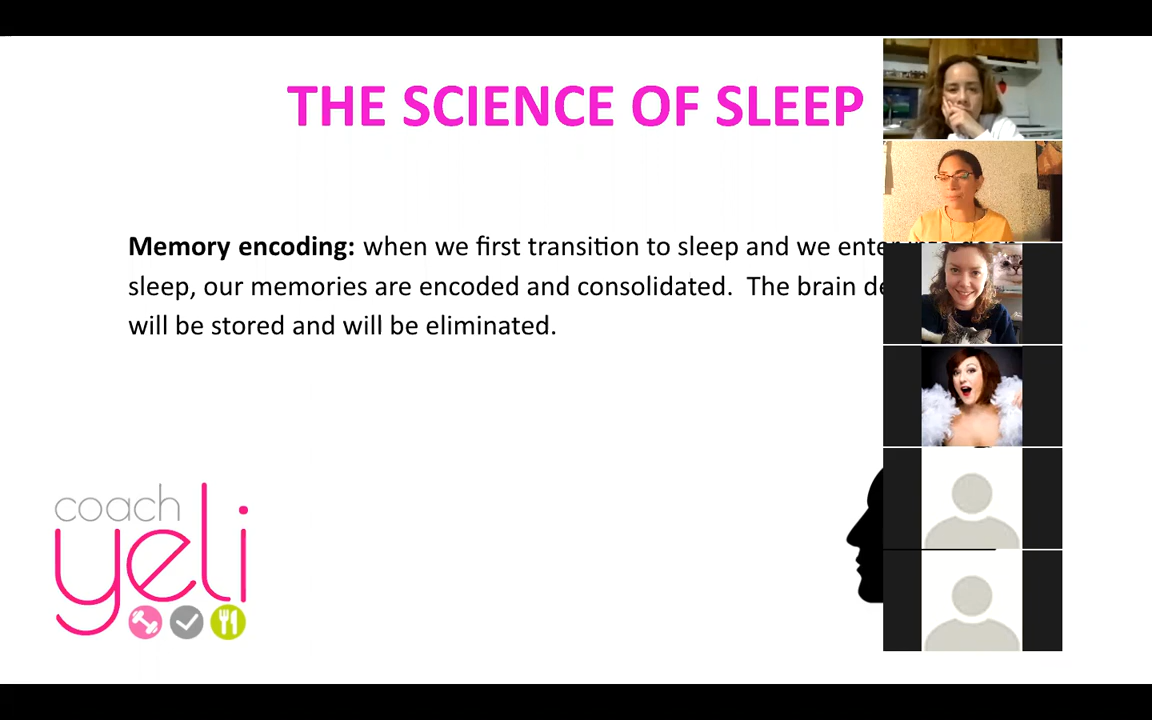 THE SCIENCE OF SLEEP
Memory encoding: when we first transition to sleep and we enter
sleep, our memories are encoded and consolidated. The brain
will be stored and will be eliminated.
coach
yeli